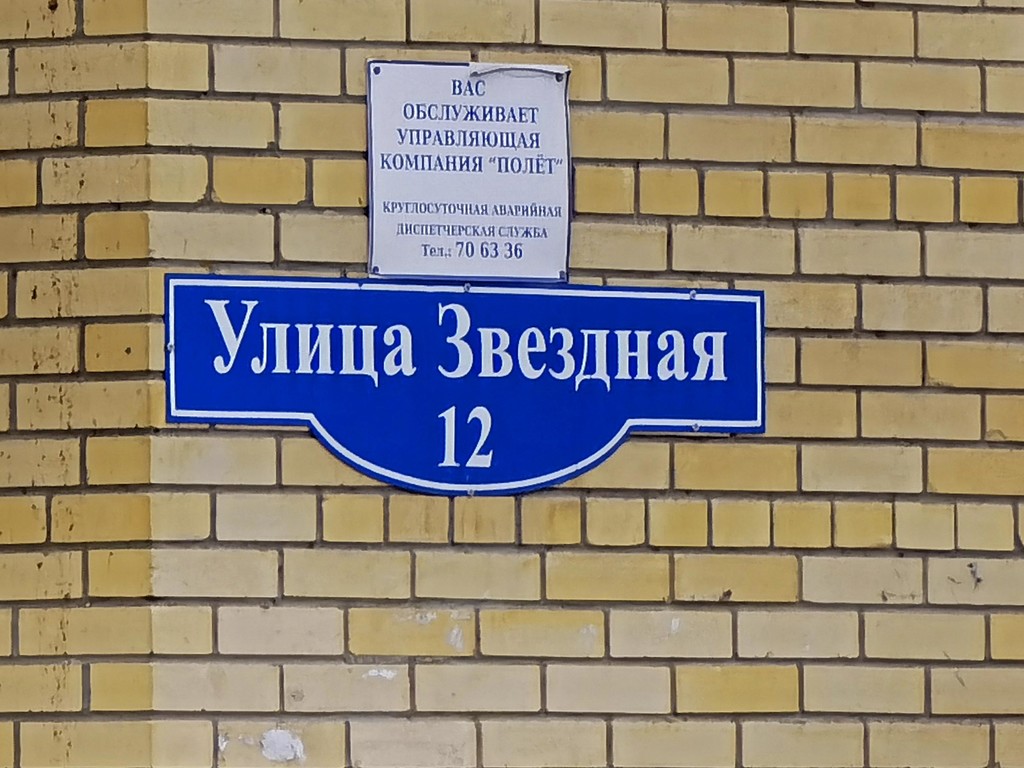 ВАС
ОБСЛУЖИВАЕТ
УПРАВЛЯЮЩАЯ
КОМПАНИЯ "ПОЛЁТ"
КРУГЛОСУТОЧНАЯ АВАРИЙНАЯ
ДИСПЕТЧЕРСКАЯ СЛУЖБА
Тел.: 70 63 36
Улица Звездная
12